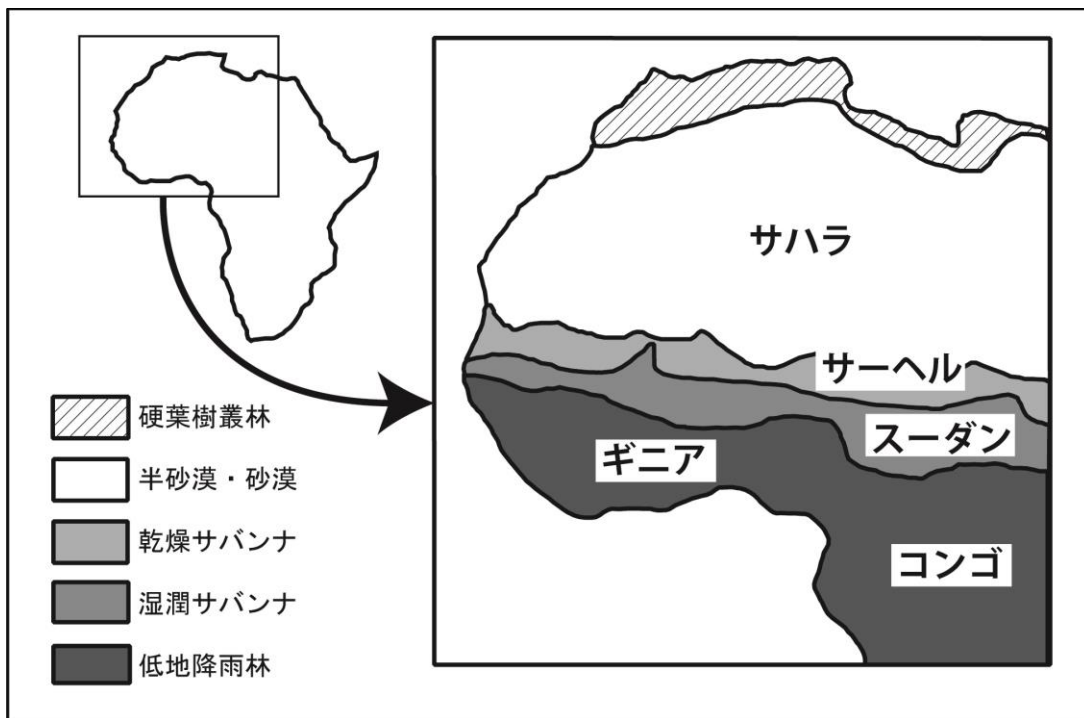 サハラ
サーヘル
スーダン
ギニア
コンゴ
硬葉樹叢林
半砂漠・砂漠
乾燥サバンナ
湿潤サバンナ
低地降雨林